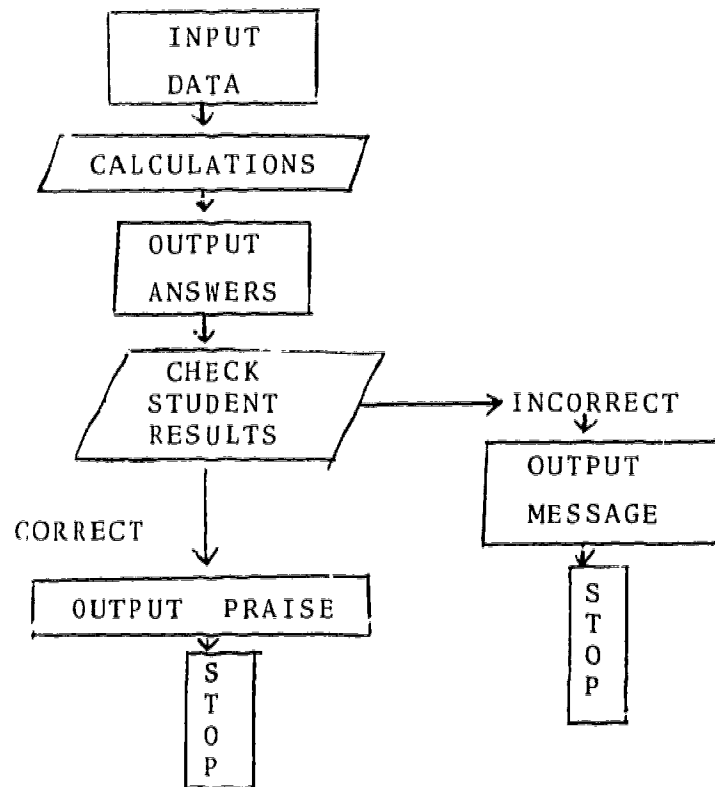 INPUT
DATA
CALCULATIONS
OUTPUT
ANSWERS
CHECK
STUDENT
RESULTS
INCORRECT
OUTPUT
MESSAGE
CORRECT
OUTPUT PRAISE
S
T
O
P
S
T
O
P